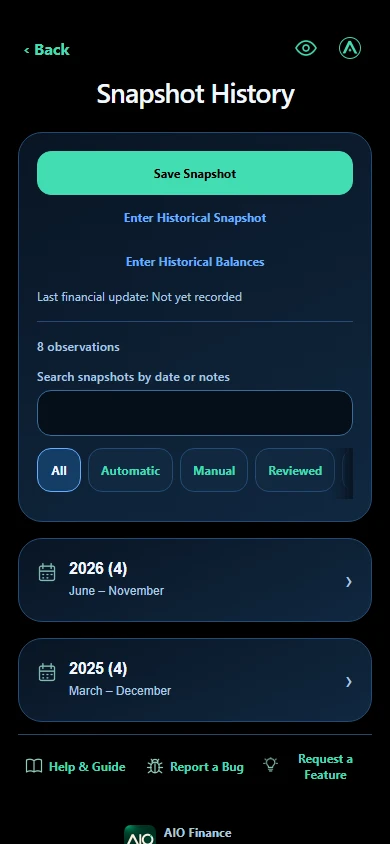 ‹ Back
Snapshot History
Save Snapshot
Enter Historical Snapshot
Enter Historical Balances
Last financial update: Not yet recorded
8 observations
Search snapshots by date or notes
All
Automatic
Manual
Reviewed
2026 (4)
June – November
2025 (4)
March – December
Help & Guide
Report a Bug
Request a
Feature
AIO Finance
AIO